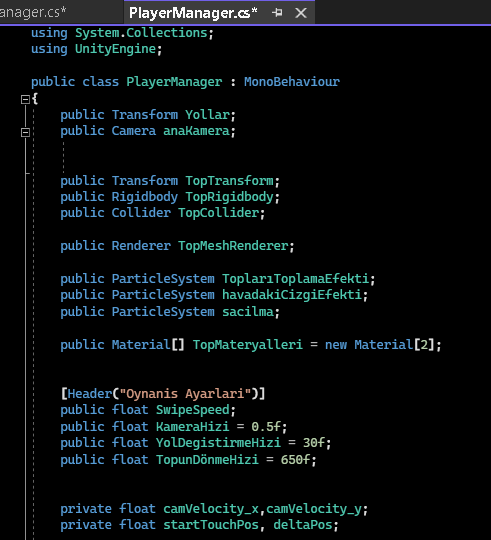 anager.cs* PlayerManager.cs*
using System.Collections;
using UnityEngine;
public class PlayerManager : MonoBehaviour
{
public Transform Yollar;
public Camera anaKamera;
public Transform TopTransform;
public Rigidbody TopRigidbody;
public Collider TopCollider;
public Renderer TopMeshRenderer;
public ParticleSystem ToplarıToplamaEfekti;
public ParticleSystem havadakiCizgiEfekti;
public ParticleSystem sacilma;
public Material[] TopMateryalleri = new Material[2];
[Header("Oynanis Ayarlari")]
public float SwipeSpeed;
public float KameraHizi = 0.5f;
public float YolDegistirmeHizi = 30f;
public float TopunDönmeHizi = 650f;
private float camVelocity_x,camVelocity_y;
private float startTouchPos, deltaPos;